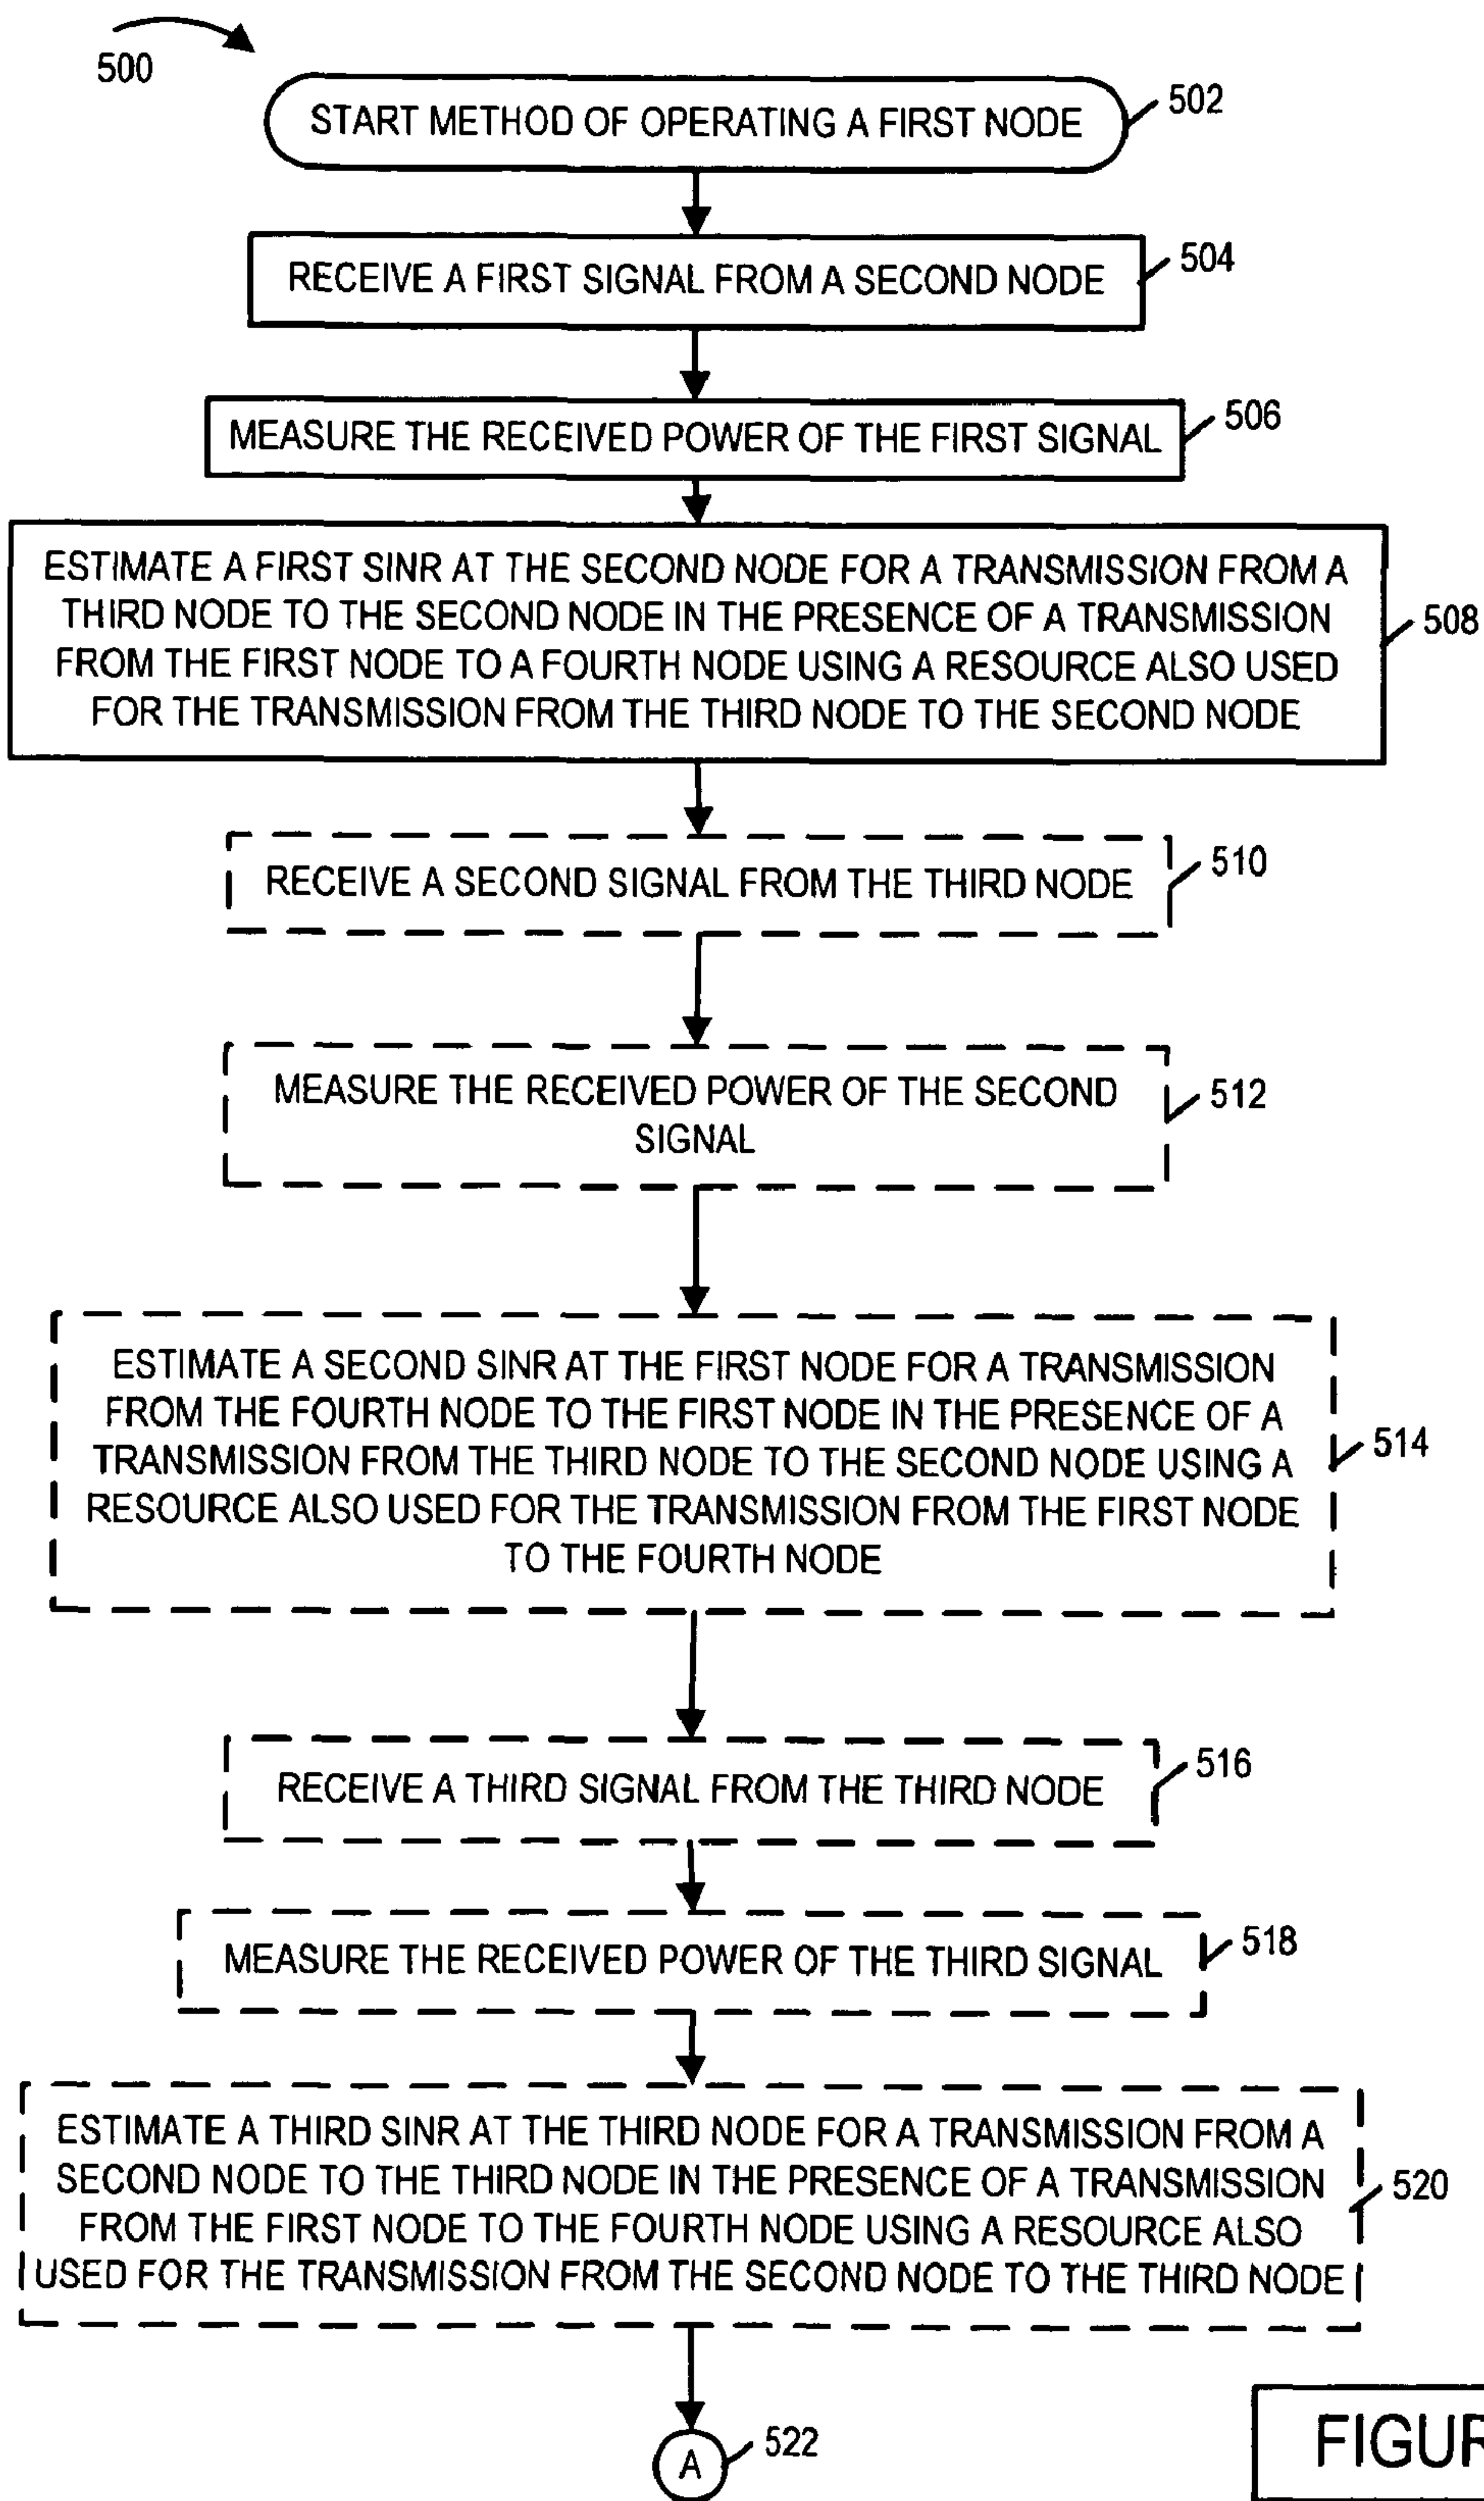 500
START METHOD OF OPERATING A FIRST NODE
502
RECEIVE A FIRST SIGNAL FROM A SECOND NODE
504
MEASURE THE RECEIVED POWER OF THE FIRST SIGNAL
506
ESTIMATE A FIRST SINR AT THE SECOND NODE FOR A TRANSMISSION FROM A
THIRD NODE TO THE SECOND NODE IN THE PRESENCE OF A TRANSMISSION
FROM THE FIRST NODE TO A FOURTH NODE USING A RESOURCE ALSO USED
FOR THE TRANSMISSION FROM THE THIRD NODE TO THE SECOND NODE
508
RECEIVE A SECOND SIGNAL FROM THE THIRD NODE
510
MEASURE THE RECEIVED POWER OF THE SECOND
SIGNAL
512
ESTIMATE A SECOND SINR AT THE FIRST NODE FOR A TRANSMISSION
FROM THE FOURTH NODE TO THE FIRST NODE IN THE PRESENCE OF A
TRANSMISSION FROM THE THIRD NODE TO THE SECOND NODE USING A
RESOURCE ALSO USED FOR THE TRANSMISSION FROM THE FIRST NODE
TO THE FOURTH NODE
514
RECEIVE A THIRD SIGNAL FROM THE THIRD NODE
516
MEASURE THE RECEIVED POWER OF THE THIRD SIGNAL
518
ESTIMATE A THIRD SINR AT THE THIRD NODE FOR A TRANSMISSION FROM A
SECOND NODE TO THE THIRD NODE IN THE PRESENCE OF A TRANSMISSION
FROM THE FIRST NODE TO THE FOURTH NODE USING A RESOURCE ALSO
USED FOR THE TRANSMISSION FROM THE SECOND NODE TO THE THIRD NODE
520
A
522